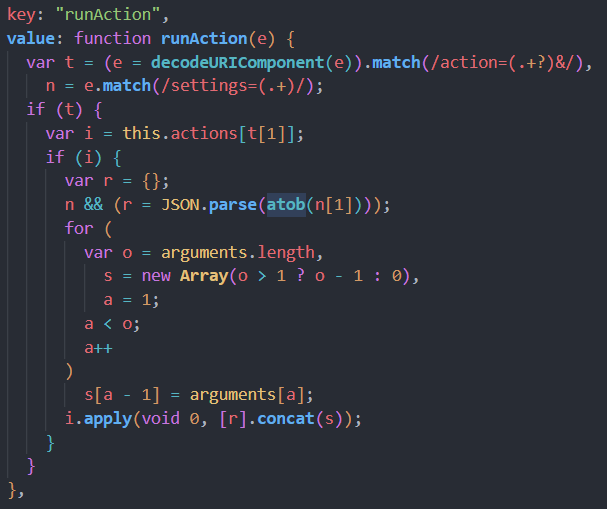 key: "runAction",
value: function runAction(e) {
var t = (e = decodeURIComponent(e)).match(/action=(.+?)&/),
n = e.match(/settings=(.+)/);
if (t) {
var i = this.actions[t[1]];
if (i) {
var r = {};
n && (r = JSON.parse(atob(n[1])));
for (
var o = arguments.length,
s = new Array(o > 1 ? o - 1 : 0),
a = 1;
a < o;
a++
)
s[a - 1] = arguments[a];
i.apply(void 0, [r].concat(s));
}
}
},